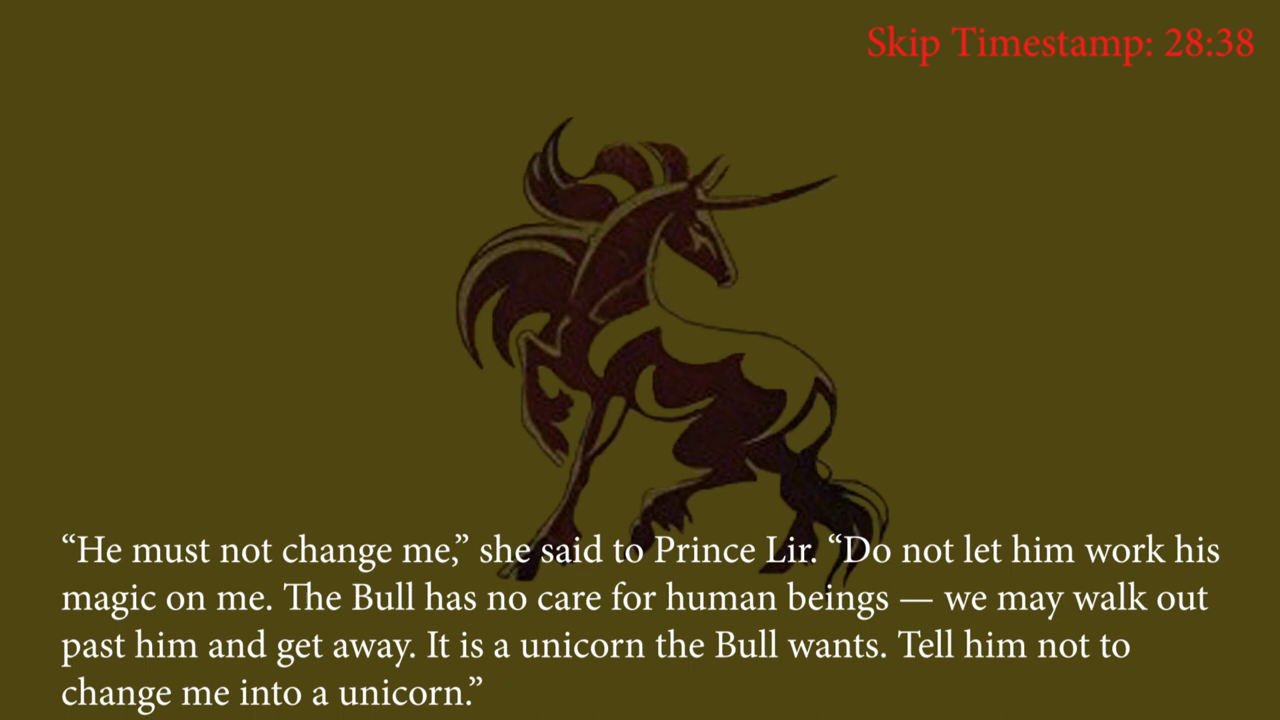 Skip Timestamp: 28:38
“He must not change me,” she said to Prince Lir. “Do not let him work his
magic on me. The Bull has no care for human beings — we may walk out
past him and get away. It is a unicorn the Bull wants. Tell him not to
change me into a unicorn.”